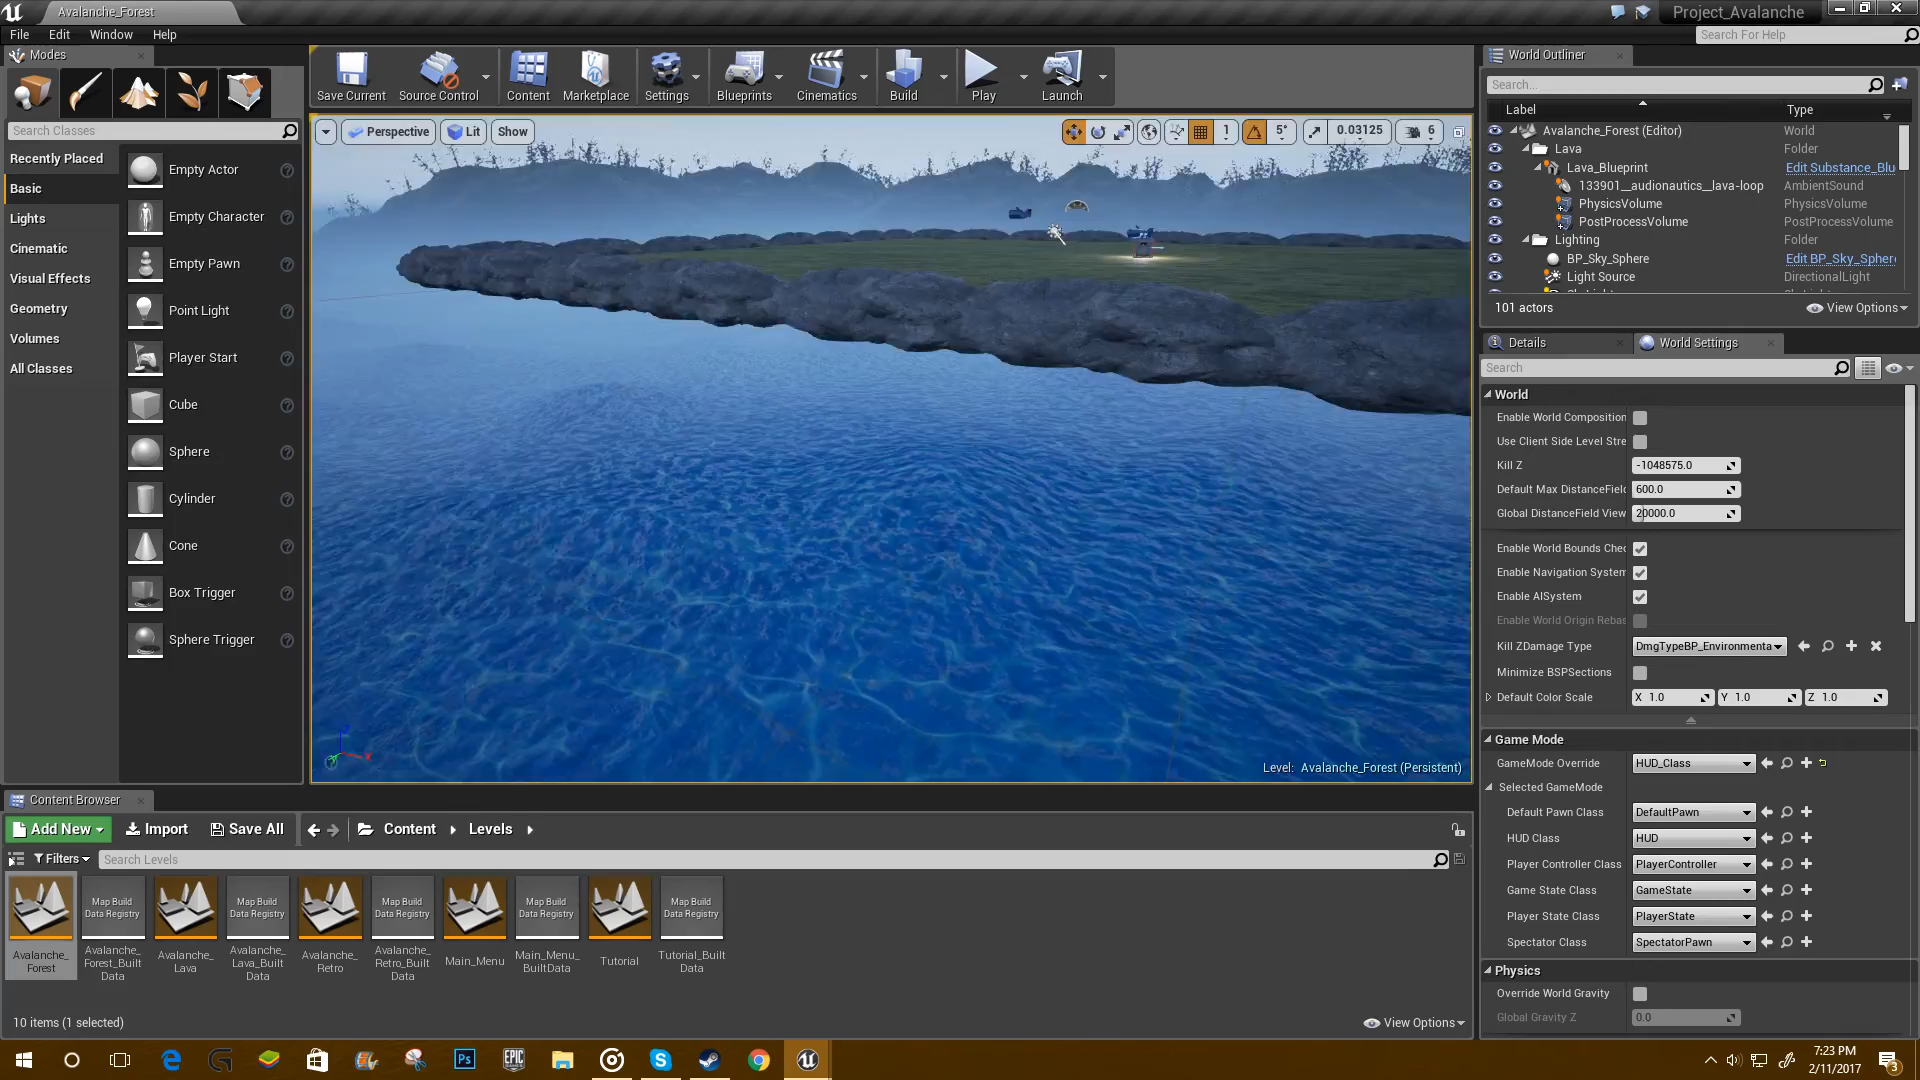 Avalanche_Forest
Project_Avalanche
File Edit Window Help
Search For Help
Modes
Save Current
Source Control
Content
Marketplace
Settings
Blueprints
Cinematics
Build
Play
Launch
World Outliner
Search...
Label Type
Avalanche_Forest (Editor) World
Lava Folder
Lava_Blueprint Edit Substance_Blu
133901__audionautics__lava-loop AmbientSound
PhysicsVolume PhysicsVolume
PostProcessVolume PostProcessVolume
Lighting Folder
BP_Sky_Sphere Edit BP_Sky_Sphere
Light Source DirectionalLight
101 actors
View Options
Search Classes
Recently Placed
Basic
Lights
Cinematic
Visual Effects
Geometry
Volumes
All Classes
Empty Actor
Empty Character
Empty Pawn
Point Light
Player Start
Cube
Sphere
Cylinder
Cone
Box Trigger
Sphere Trigger
Perspective
Lit
Show
1
5°
0.03125
6
Level: Avalanche_Forest (Persistent)
Details
World Settings
Search
World
Enable World Composition
Use Client Side Level Stre
Kill Z -1048575.0
Default Max DistanceField 600.0
Global DistanceField View 20000.0
Enable World Bounds Chec
Enable Navigation System
Enable AISystem
Enable World Origin Rebas
Kill ZDamage Type DmgTypeBP_Environmenta
Minimize BSPSections
Default Color Scale X 1.0 Y 1.0 Z 1.0
Game Mode
GameMode Override HUD_Class
Selected GameMode
Default Pawn Class DefaultPawn
HUD Class HUD
Player Controller Class PlayerController
Game State Class GameState
Player State Class PlayerState
Spectator Class SpectatorPawn
Physics
Override World Gravity
Global Gravity Z 0.0
Content Browser
Add New
Import
Save All
Content
Levels
Filters
Search Levels
Map Build
Data Registry
Map Build
Data Registry
Map Build
Data Registry
Map Build
Data Registry
Map Build
Data Registry
Avalanche_
Forest
Avalanche_
Forest_Built
Data
Avalanche_
Lava
Avalanche_
Lava_Built
Data
Avalanche_
Retro
Avalanche_
Retro_Built
Data
Main_Menu
Main_Menu_
BuiltData
Tutorial
Tutorial_Built
Data
10 items (1 selected)
View Options
Ps
EPIC
GAMES
7:23 PM
2/11/2017
3